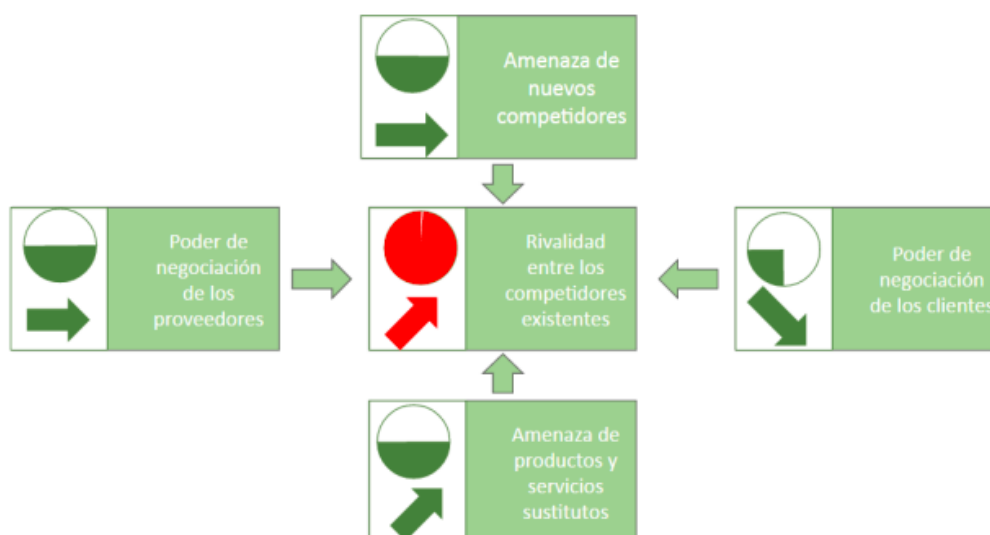 Amenaza de
nuevos
competidores
Poder de
negociación
de los
proveedores
Rivalidad
entre los
competidores
existentes
Poder de
negociación
de los clientes
Amenaza de
productos y
servicios
sustitutos